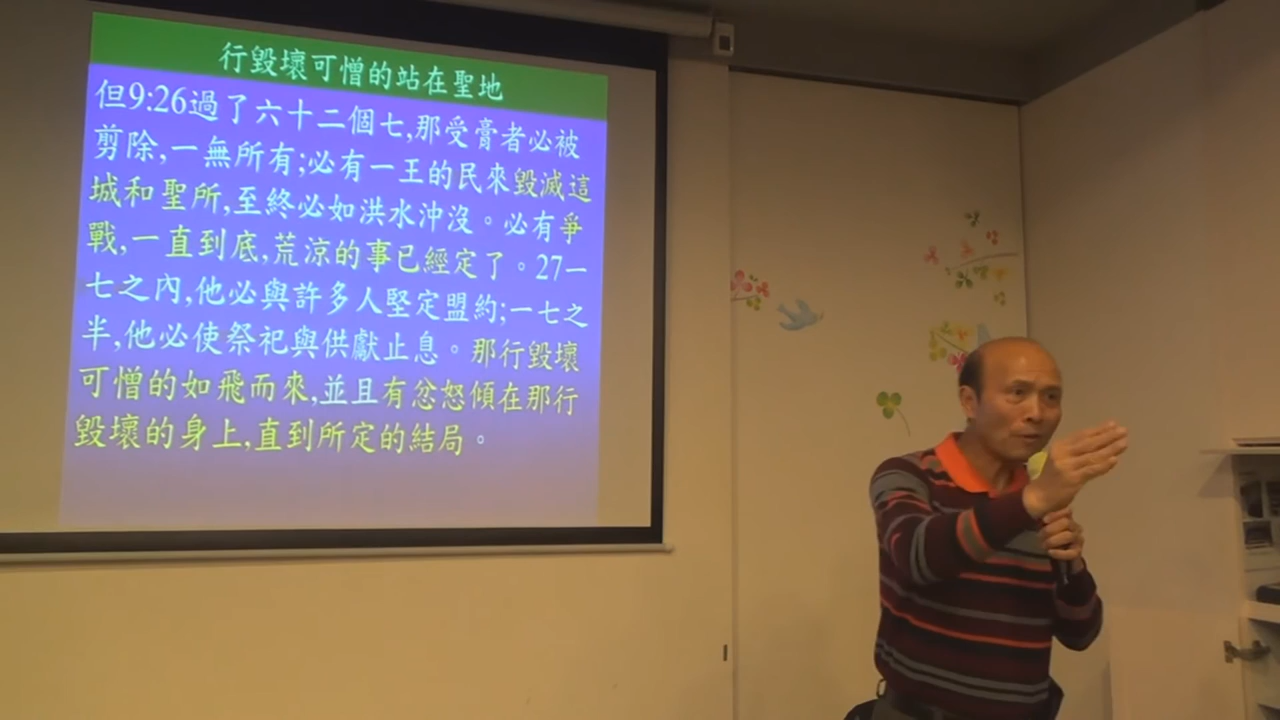 行毀壞可憎的站在聖地
但9:26過了六十二個七,那受膏者必被
剪除,一無所有;必有一王的民來毀滅這
城和聖所,至終必如洪水沖沒。必有爭
戰,一直到底,荒涼的事已經定了。27一
七之內,他必與許多人堅定盟約;一七之
半,他必使祭祀與供獻止息。那行毀壞
可憎的如飛而來,並且有忿怒傾在那行
毀壞的身上,直到所定的結局。